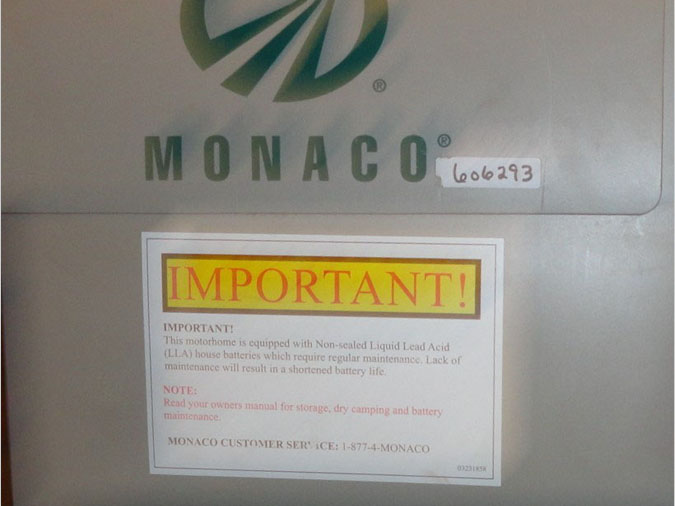 ®
MONACO®
606293
IMPORTANT!
IMPORTANT!
This motorhome is equipped with Non-sealed Liquid Lead Acid
(LLA) house batteries which require regular maintenance. Lack of
maintenance will result in a shortened battery life.
NOTE:
Read your owners manual for storage, dry camping and battery
maintenance.
MONACO CUSTOMER SERVICE: 1-877-4-MONACO